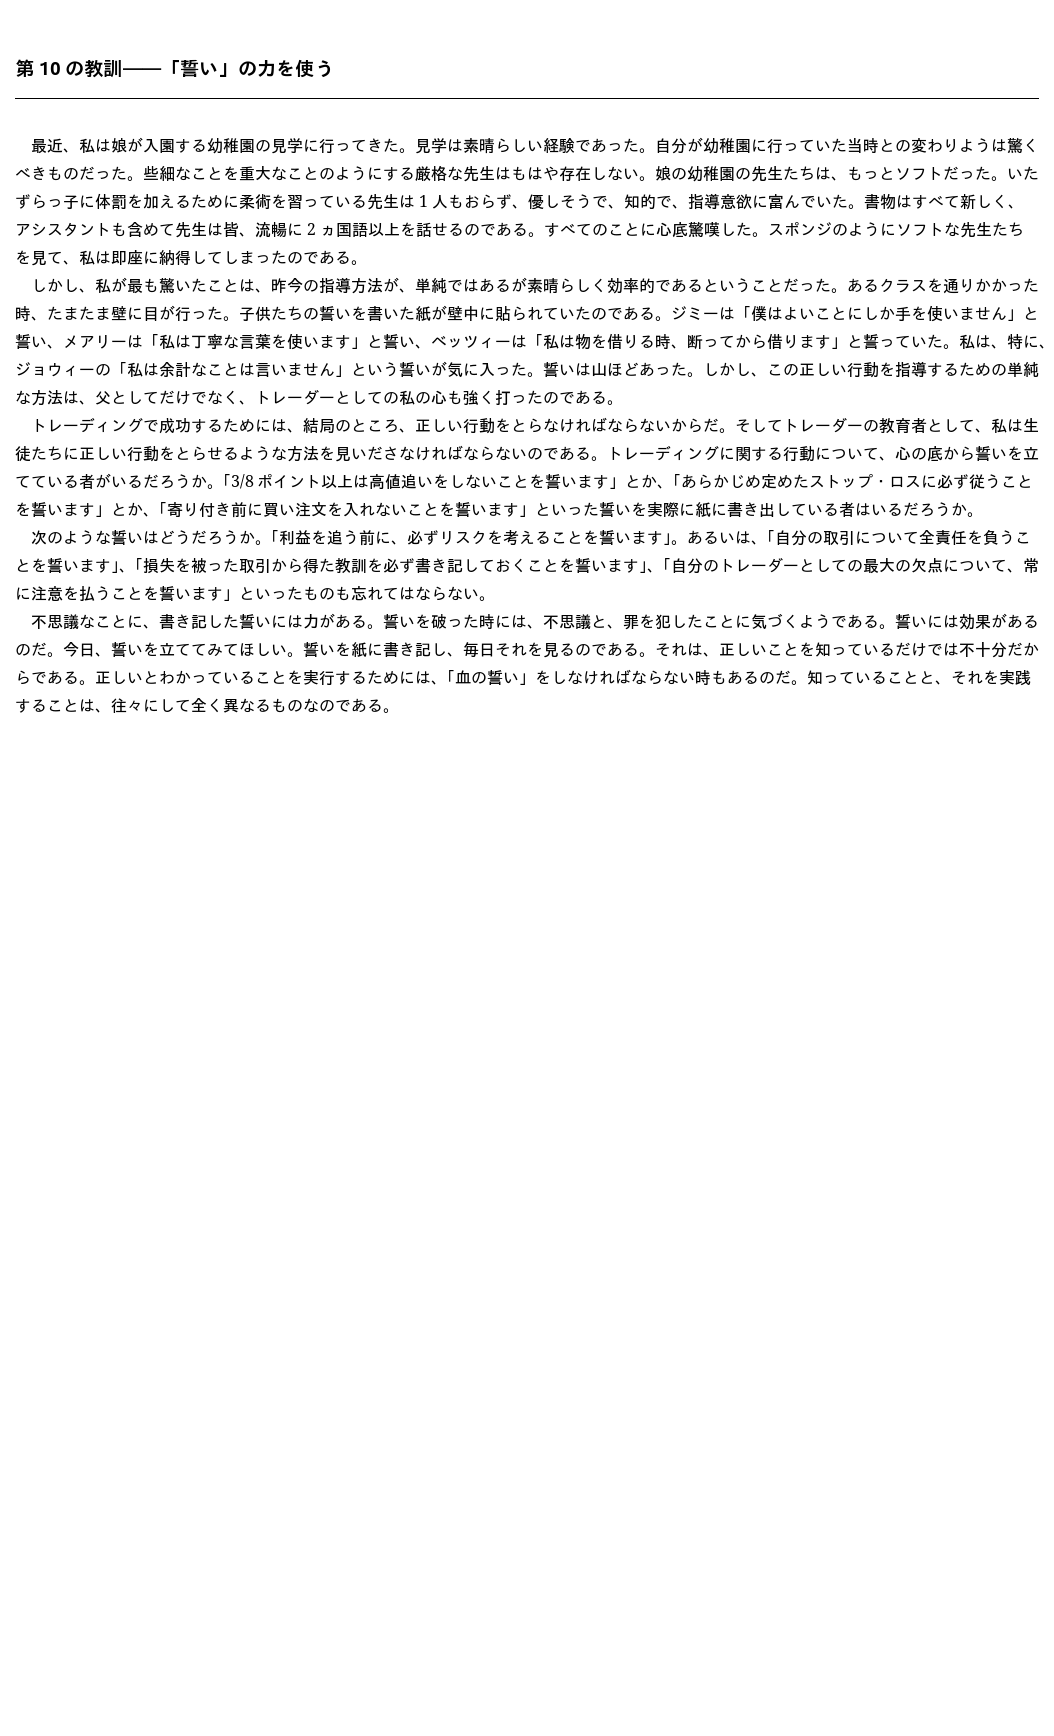 第 10 の教訓――「誓い」の力を使う
　最近、私は娘が入園する幼稚園の見学に行ってきた。見学は素晴らしい経験であった。自分が幼稚園に行っていた当時との変わりようは驚く
べきものだった。些細なことを重大なことのようにする厳格な先生はもはや存在しない。娘の幼稚園の先生たちは、もっとソフトだった。いた
ずらっ子に体罰を加えるために柔術を習っている先生は 1 人もおらず、優しそうで、知的で、指導意欲に富んでいた。書物はすべて新しく、
アシスタントも含めて先生は皆、流暢に 2 ヵ国語以上を話せるのである。すべてのことに心底驚嘆した。スポンジのようにソフトな先生たち
を見て、私は即座に納得してしまったのである。
　しかし、私が最も驚いたことは、昨今の指導方法が、単純ではあるが素晴らしく効率的であるということだった。あるクラスを通りかかった
時、たまたま壁に目が行った。子供たちの誓いを書いた紙が壁中に貼られていたのである。ジミーは「僕はよいことにしか手を使いません」と
誓い、メアリーは「私は丁寧な言葉を使います」と誓い、ベッツィーは「私は物を借りる時、断ってから借ります」と誓っていた。私は、特に、
ジョウィーの「私は余計なことは言いません」という誓いが気に入った。誓いは山ほどあった。しかし、この正しい行動を指導するための単純
な方法は、父としてだけでなく、トレーダーとしての私の心も強く打ったのである。
　トレーディングで成功するためには、結局のところ、正しい行動をとらなければならないからだ。そしてトレーダーの教育者として、私は生
徒たちに正しい行動をとらせるような方法を見いださなければならないのである。トレーディングに関する行動について、心の底から誓いを立
てている者がいるだろうか。「3/8 ポイント以上は高値追いをしないことを誓います」とか、「あらかじめ定めたストップ・ロスに必ず従うこと
を誓います」とか、「寄り付き前に買い注文を入れないことを誓います」といった誓いを実際に紙に書き出している者はいるだろうか。
　次のような誓いはどうだろうか。「利益を追う前に、必ずリスクを考えることを誓います」。あるいは、「自分の取引について全責任を負うこ
とを誓います」、「損失を被った取引から得た教訓を必ず書き記しておくことを誓います」、「自分のトレーダーとしての最大の欠点について、常
に注意を払うことを誓います」といったものも忘れてはならない。
　不思議なことに、書き記した誓いには力がある。誓いを破った時には、不思議と、罪を犯したことに気づくようである。誓いには効果がある
のだ。今日、誓いを立ててみてほしい。誓いを紙に書き記し、毎日それを見るのである。それは、正しいことを知っているだけでは不十分だか
らである。正しいとわかっていることを実行するためには、「血の誓い」をしなければならない時もあるのだ。知っていることと、それを実践
することは、往々にして全く異なるものなのである。